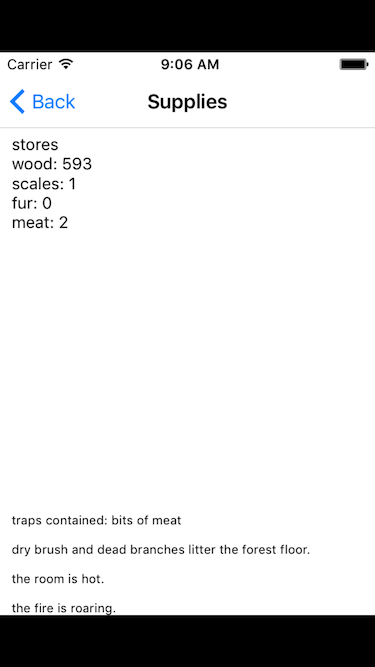 Carrier 9:06 AM
Back Supplies
stores
wood: 593
scales: 1
fur: 0
meat: 2
traps contained: bits of meat
dry brush and dead branches litter the forest floor.
the room is hot.
the fire is roaring.